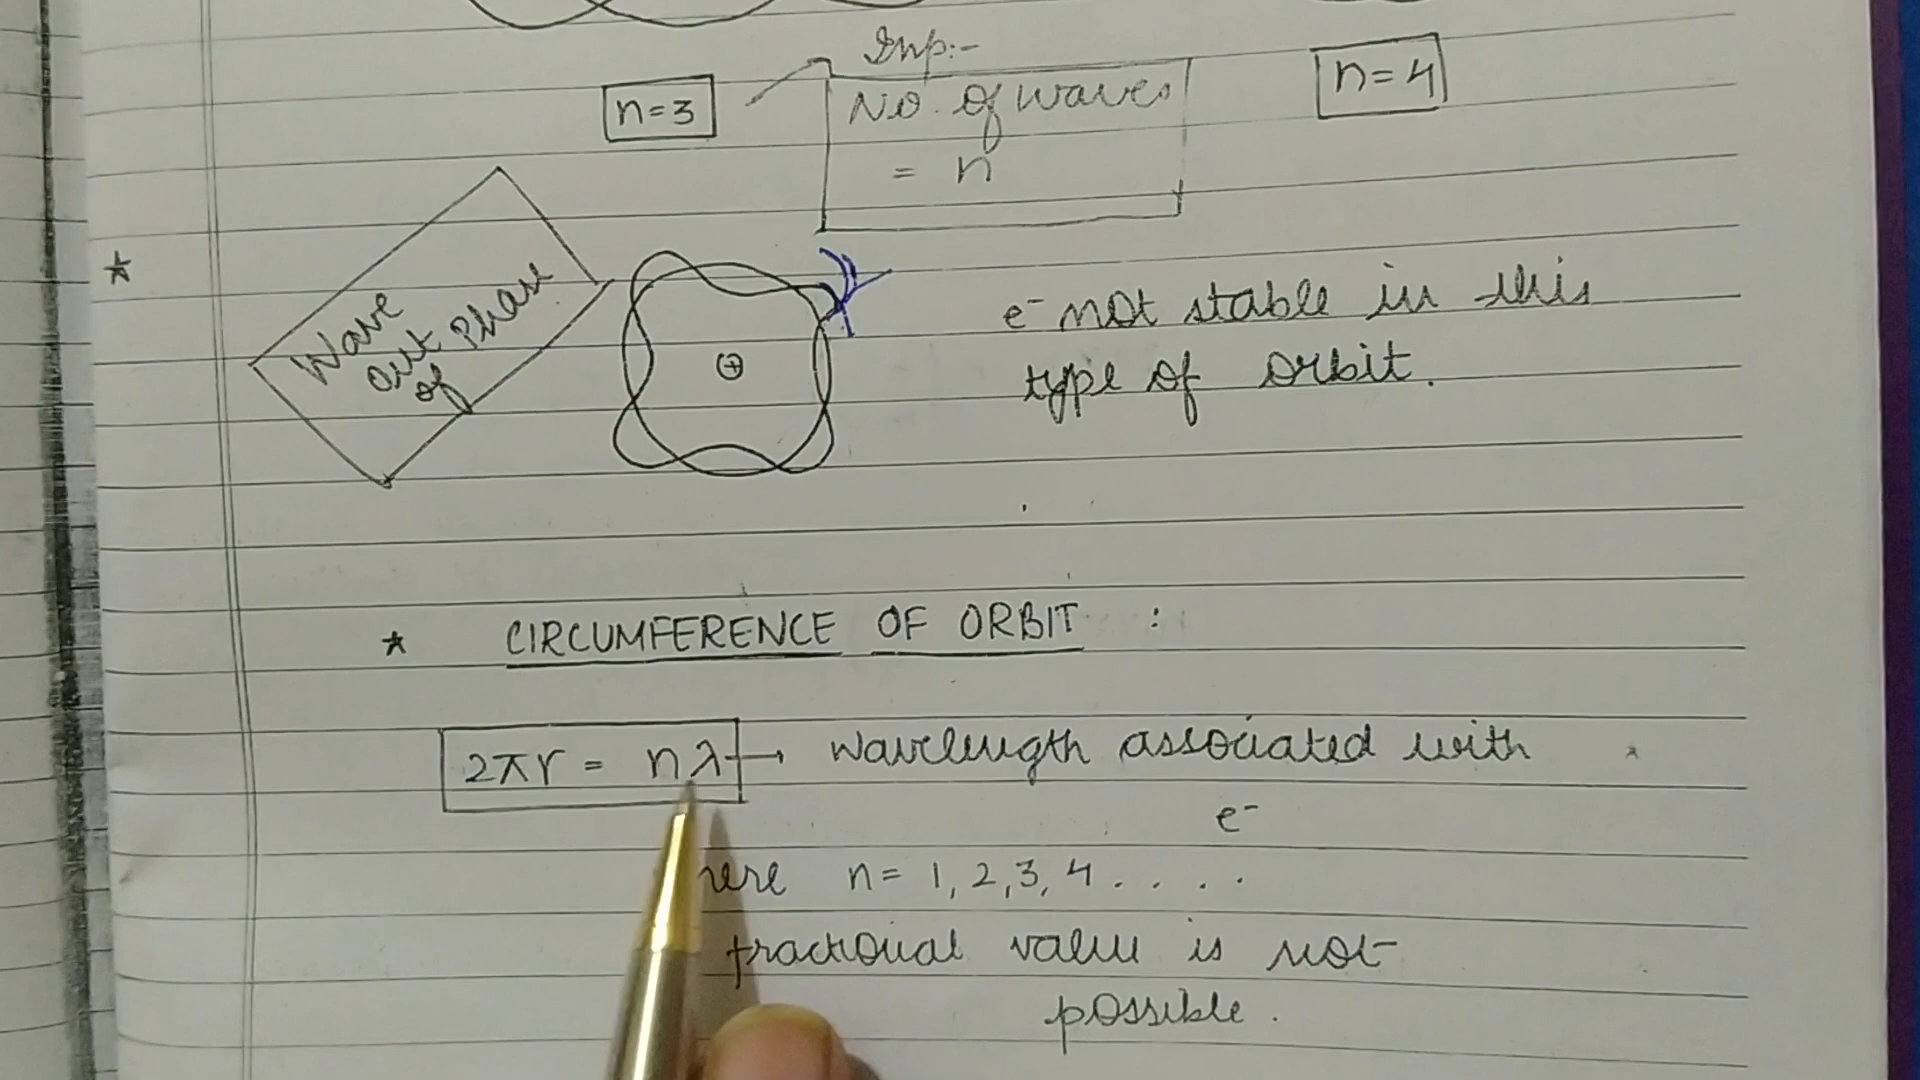 Imp:-
n=3
No. of waves
= n
n=4
Wave
out Phase
of
e⁻ not stable in this
type of orbit.
CIRCUMFERENCE OF ORBIT :
2πr = nλ → wavelength associated with
e⁻
n= 1, 2, 3, 4 . . . .
fractional value is not
possible.